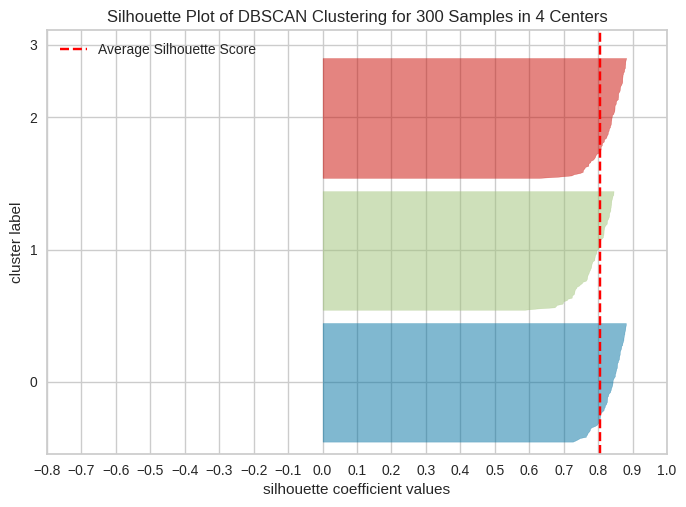 Silhouette Plot of DBSCAN Clustering for 300 Samples in 4 Centers
3
Average Silhouette Score
2
cluster label
1
0
−0.8 −0.7 −0.6 −0.5 −0.4 −0.3 −0.2 −0.1 0.0 0.1 0.2 0.3 0.4 0.5 0.6 0.7 0.8 0.9 1.0
silhouette coefficient values